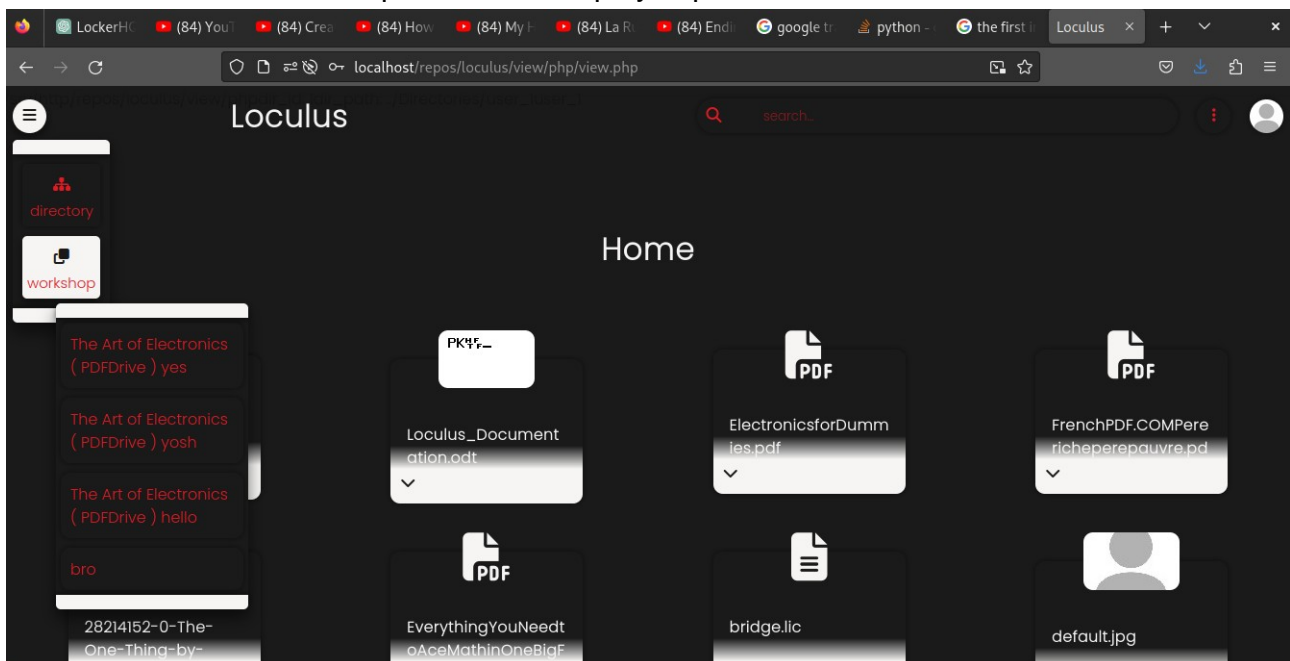 LockerH
(84) YouT
(84) Crea
(84) How
(84) My H
(84) La Ru
(84) Endi
google tr
python -
the first i
Loculus
localhost/repos/loculus/view/php/view.php
Loculus
search..
directory
workshop
Home
The Art of Electronics
( PDFDrive ) yes
The Art of Electronics
( PDFDrive ) yosh
The Art of Electronics
( PDFDrive ) hello
bro
PK
Loculus_Document
ation.odt
PDF
ElectronicsforDumm
ies.pdf
PDF
FrenchPDF.COMPere
richeperepauvre.pd
28214152-0-The-
One-Thing-by-
PDF
EverythingYouNeedt
oAceMathinOneBigF
bridge.lic
default.jpg